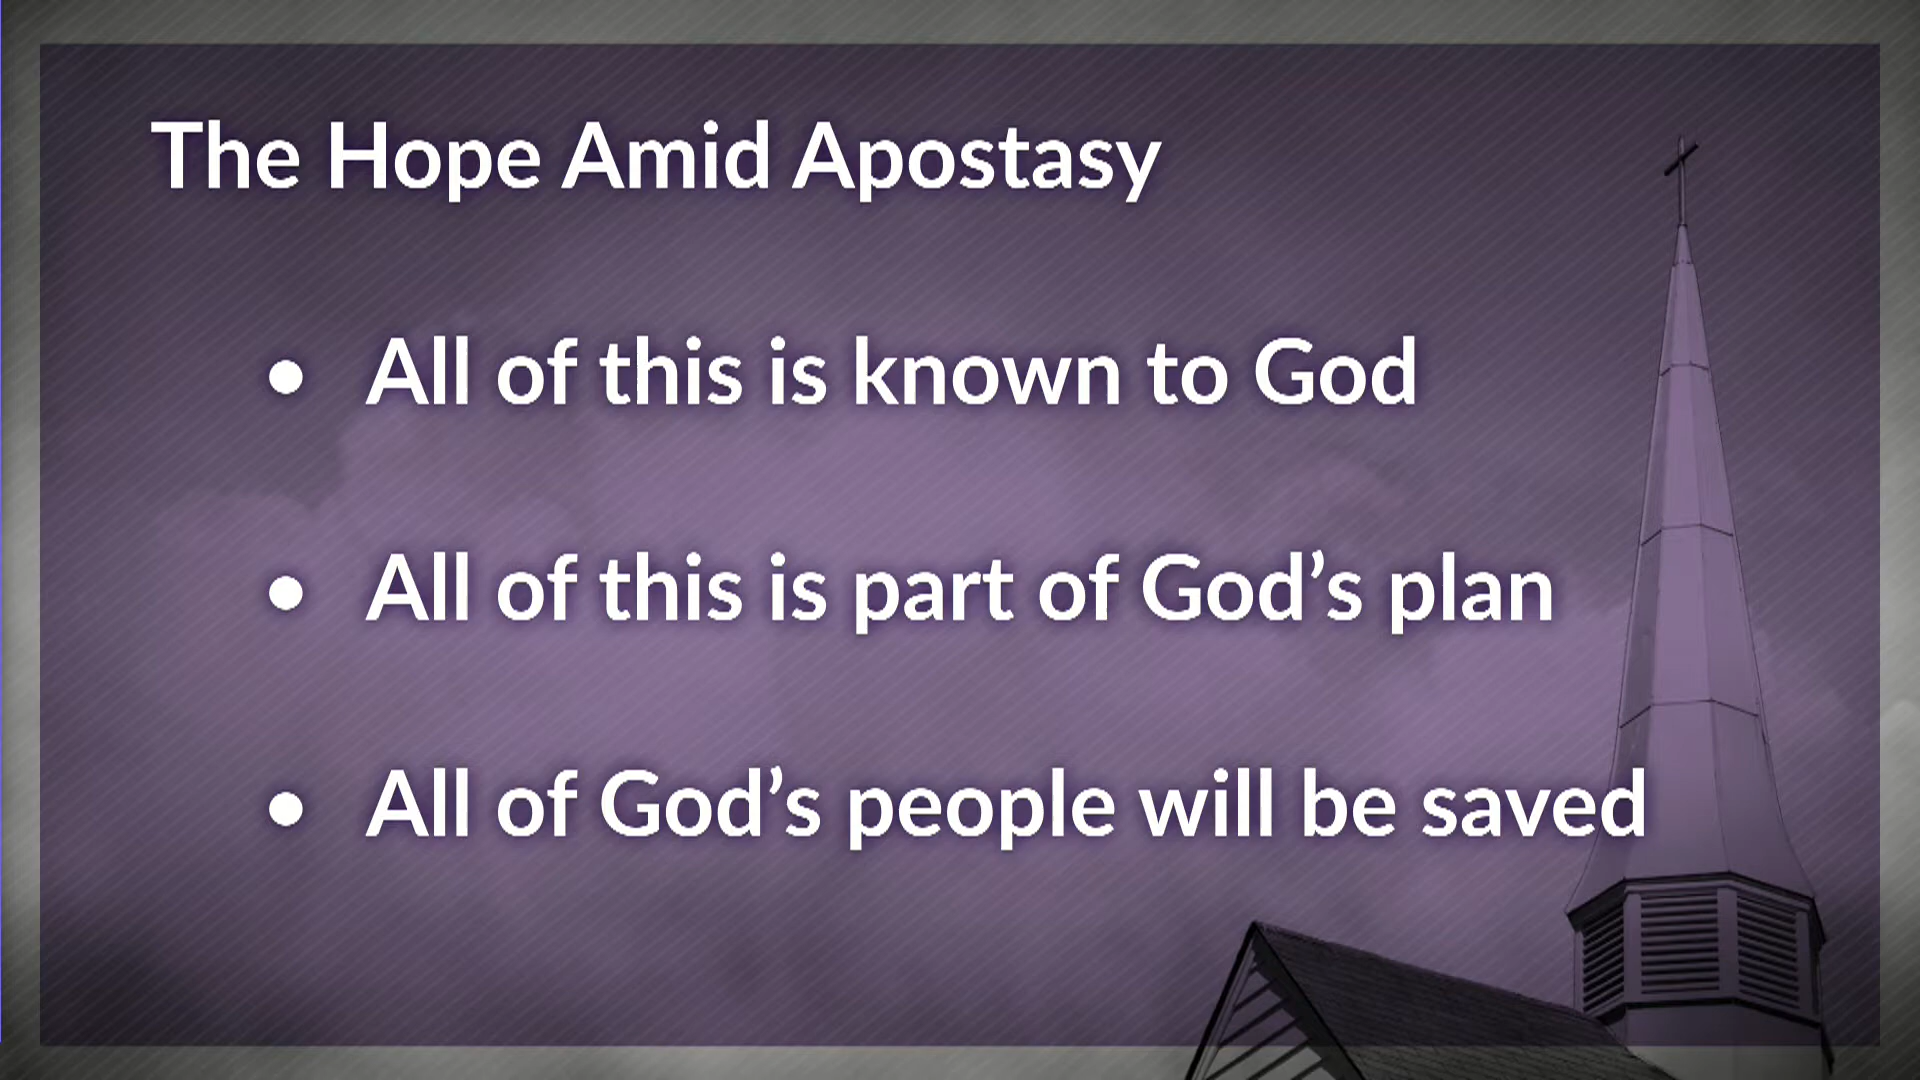 The Hope Amid Apostasy
• All of this is known to God
• All of this is part of God’s plan
• All of God’s people will be saved